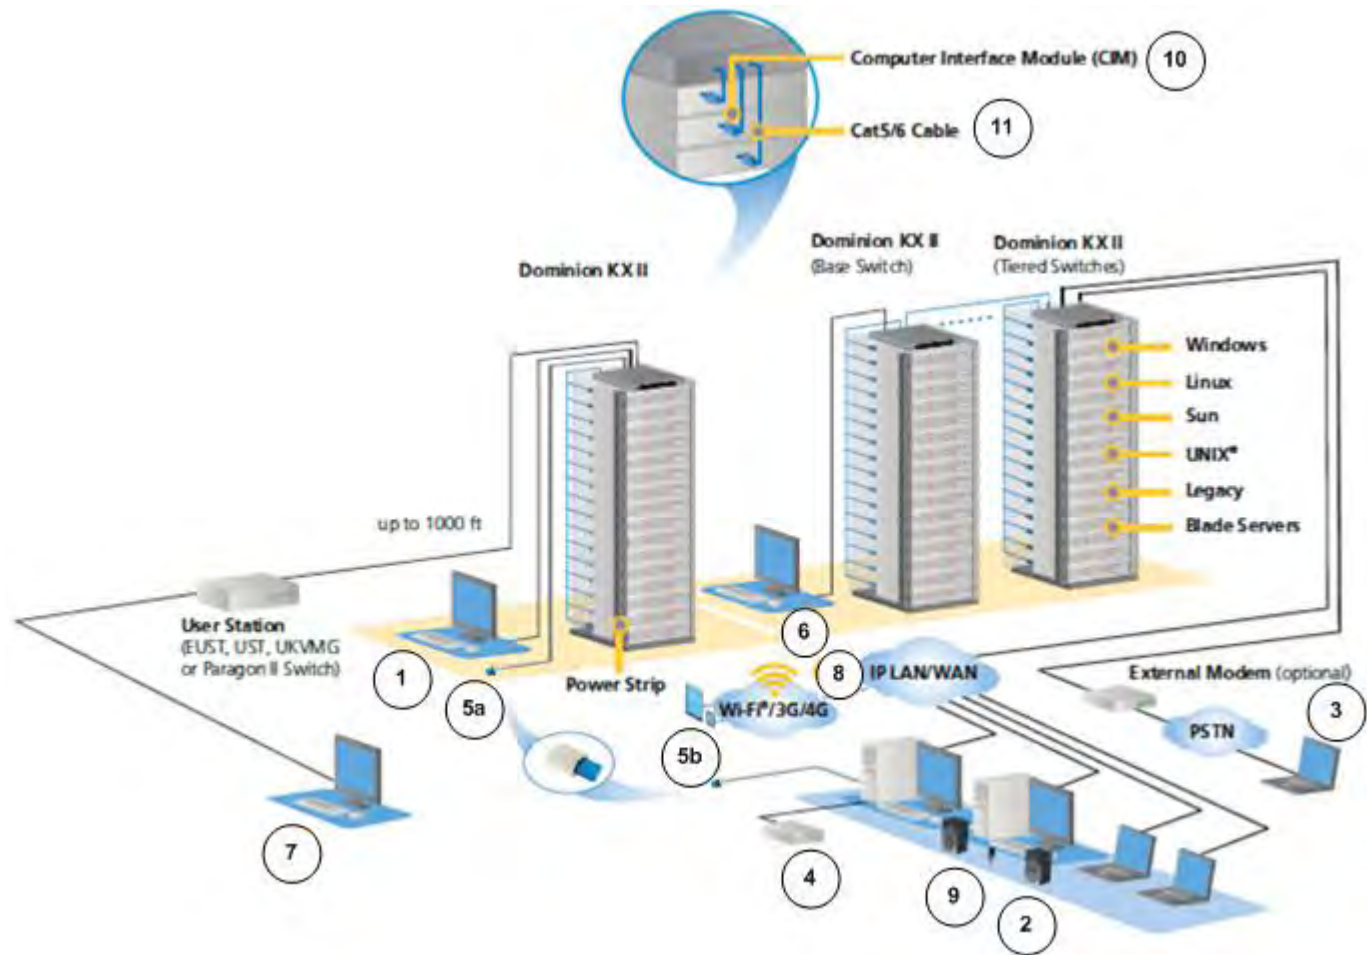 Computer Interface Module (CIM)
10
Cat5/6 Cable
11
Dominion KX II
Dominion KX II
(Base Switch)
Dominion KX II
(Tiered Switches)
Windows
Linux
Sun
UNIX®
Legacy
Blade Servers
up to 1000 ft
User Station
(EUST, UST, UKVMG
or Paragon II Switch)
1
5a
Power Strip
6
8
IP LAN/WAN
Wi-Fi®/3G/4G
5b
External Modem (optional)
3
PSTN
7
4
9
2